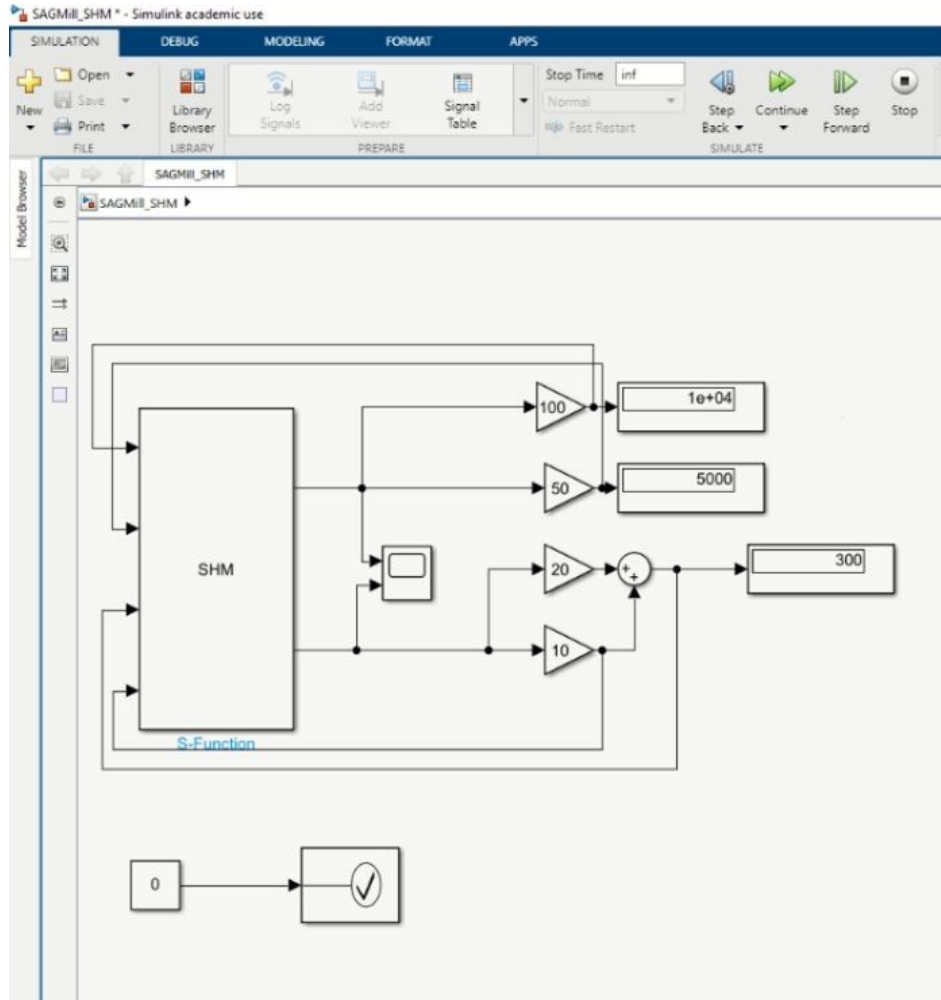 SAGMill_SHM * - Simulink academic use
SIMULATION DEBUG MODELING FORMAT APPS
New
Open
Save
Print
FILE
Library
Browser
LIBRARY
Log
Signals
Add
Viewer
Signal
Table
PREPARE
Stop Time inf
Normal
Fast Restart
Step
Back
Continue
Step
Forward
Stop
SIMULATE
Model Browser
SAGMill_SHM
SAGMill_SHM
100
1e+04
50
5000
SHM
20
+
+
300
10
S-Function
0